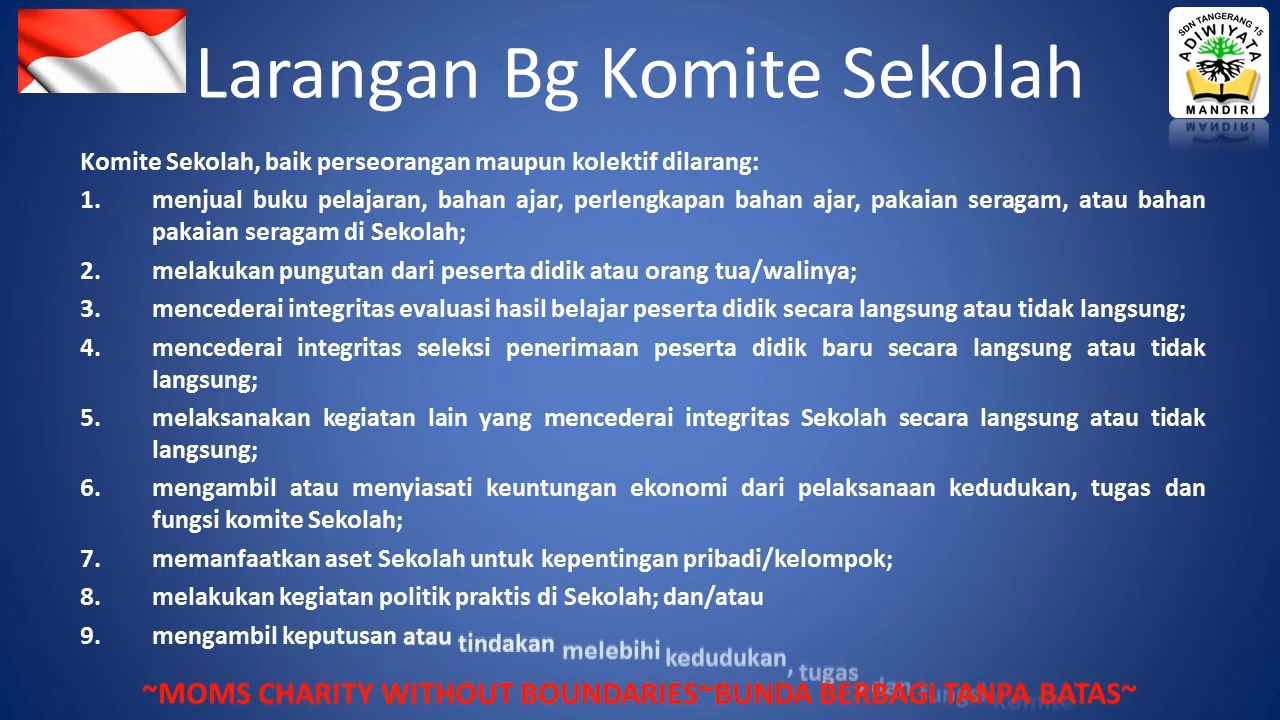 SDN TANGERANG 15
ADIWIYATA
MANDIRI
Larangan Bg Komite Sekolah
Komite Sekolah, baik perseorangan maupun kolektif dilarang:
1. menjual buku pelajaran, bahan ajar, perlengkapan bahan ajar, pakaian seragam, atau bahan
pakaian seragam di Sekolah;
2. melakukan pungutan dari peserta didik atau orang tua/walinya;
3. mencederai integritas evaluasi hasil belajar peserta didik secara langsung atau tidak langsung;
4. mencederai integritas seleksi penerimaan peserta didik baru secara langsung atau tidak
langsung;
5. melaksanakan kegiatan lain yang mencederai integritas Sekolah secara langsung atau tidak
langsung;
6. mengambil atau menyiasati keuntungan ekonomi dari pelaksanaan kedudukan, tugas dan
fungsi komite Sekolah;
7. memanfaatkan aset Sekolah untuk kepentingan pribadi/kelompok;
8. melakukan kegiatan politik praktis di Sekolah; dan/atau
9. mengambil keputusan atau tindakan melebihi kedudukan, tugas dan fungsi Komite
~MOMS CHARITY WITHOUT BOUNDARIES~BUNDA BERBAGI TANPA BATAS~